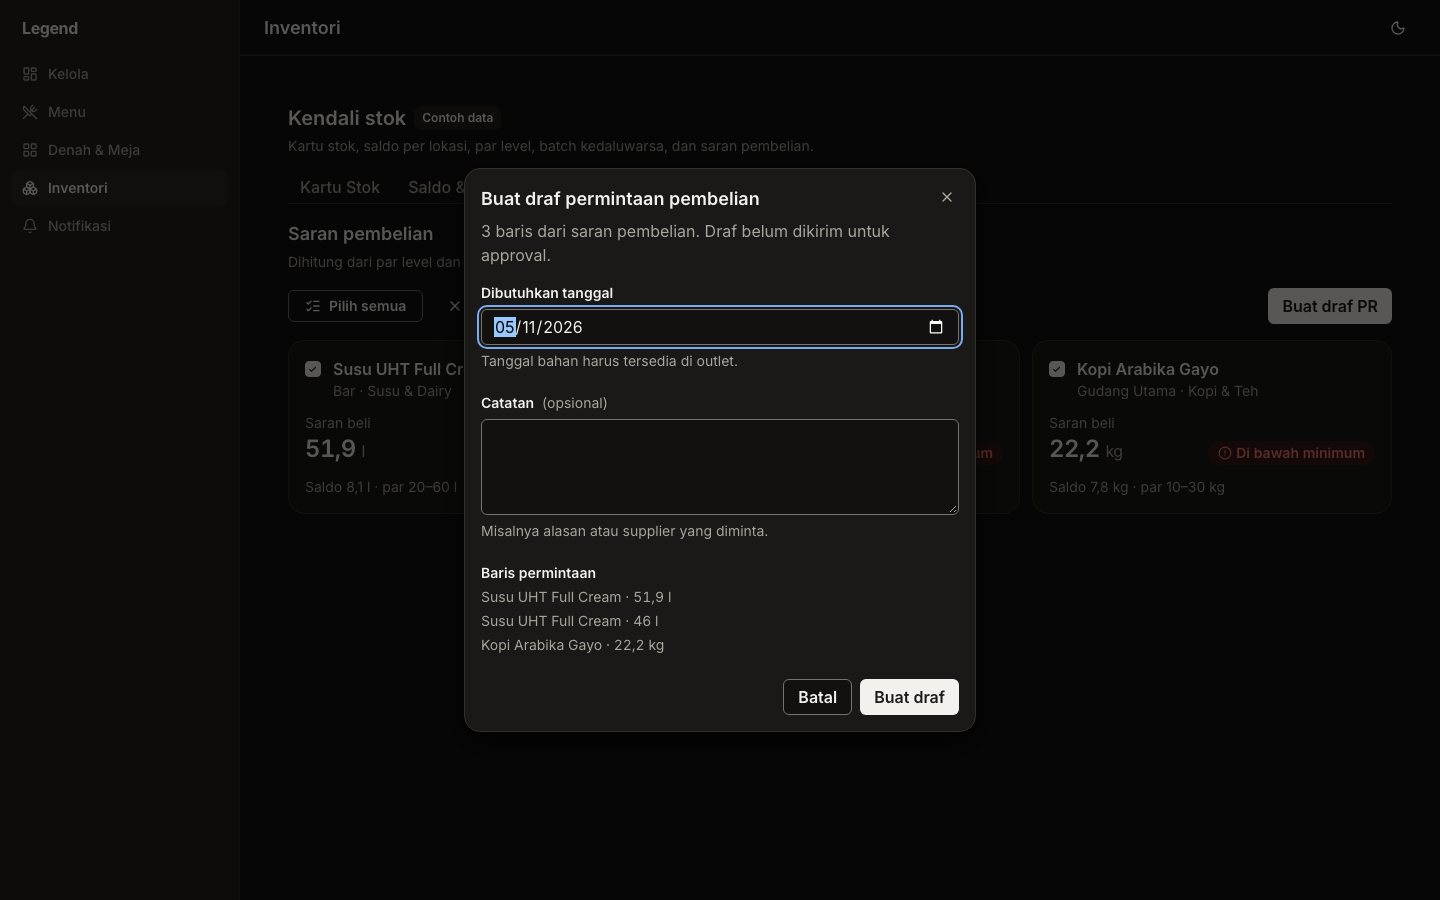 Legend
Inventori
Kelola
Menu
Denah & Meja
Inventori
Notifikasi
Kendali stok
Contoh data
Kartu stok, saldo per lokasi, par level, batch kedaluwarsa, dan saran pembelian.
Kartu Stok
Saldo &
Saran pembelian
Dihitung dari par level dan
Pilih semua
Buat draf PR
Susu UHT Full Cr
Bar · Susu & Dairy
Saran beli
51,9 l
Saldo 8,1 l · par 20–60 l
um
Kopi Arabika Gayo
Gudang Utama · Kopi & Teh
Saran beli
22,2 kg
Di bawah minimum
Saldo 7,8 kg · par 10–30 kg
Buat draf permintaan pembelian
3 baris dari saran pembelian. Draf belum dikirim untuk
approval.
Dibutuhkan tanggal
05/11/2026
Tanggal bahan harus tersedia di outlet.
Catatan (opsional)
Misalnya alasan atau supplier yang diminta.
Baris permintaan
Susu UHT Full Cream · 51,9 l
Susu UHT Full Cream · 46 l
Kopi Arabika Gayo · 22,2 kg
Batal
Buat draf